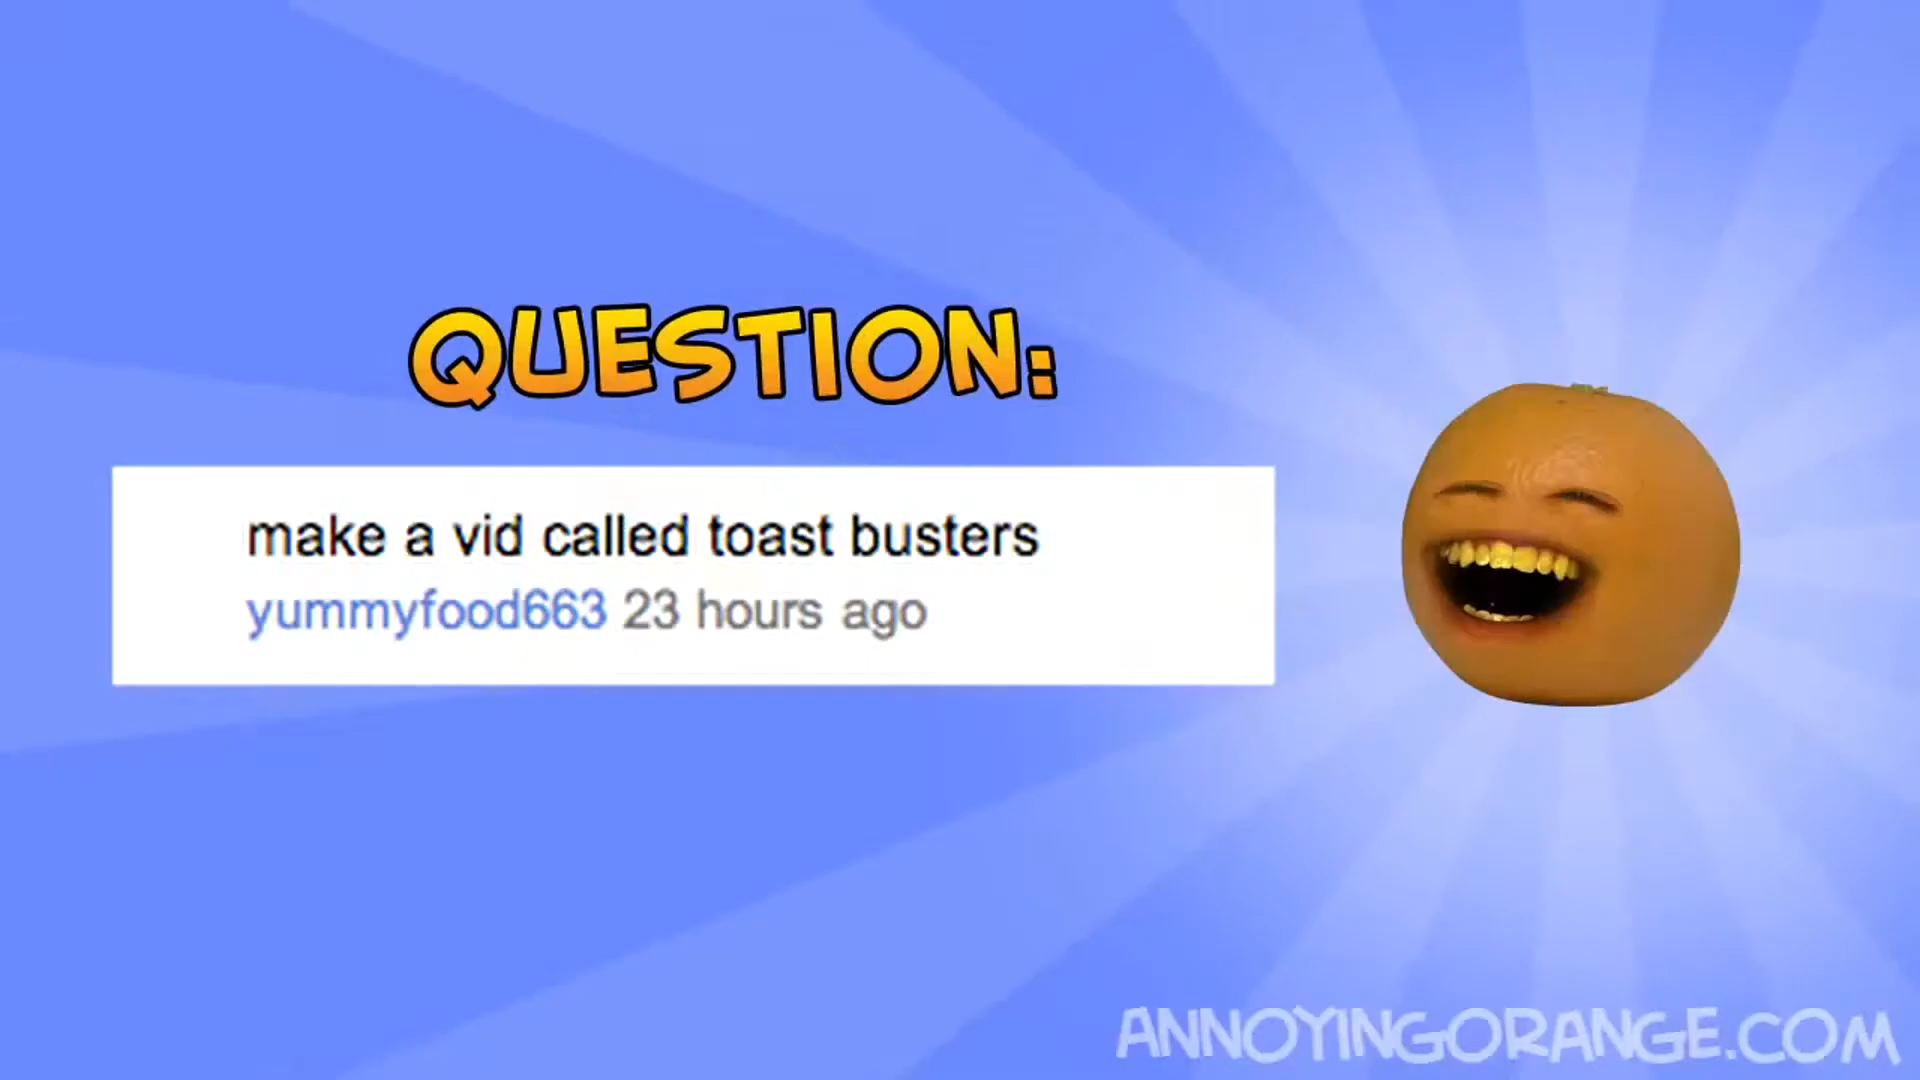 QUESTION:
make a vid called toast busters
yummyfood663 23 hours ago
ANNOYINGORANGE.COM